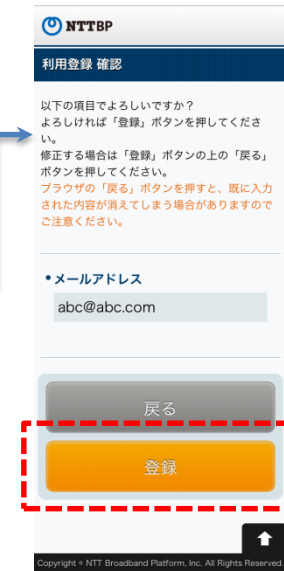 NTTBP
利用登録 確認
以下の項目でよろしいですか？
よろしければ「登録」ボタンを押してくださ
い。
修正する場合は「登録」ボタンの上の「戻る」
ボタンを押してください。
ブラウザの「戻る」ボタンを押すと、既に入力
された内容が消えてしまう場合がありますので
ご注意ください。
•メールアドレス
abc@abc.com
戻る
登録
Copyright © NTT Broadband Platform, Inc. All Rights Reserved.